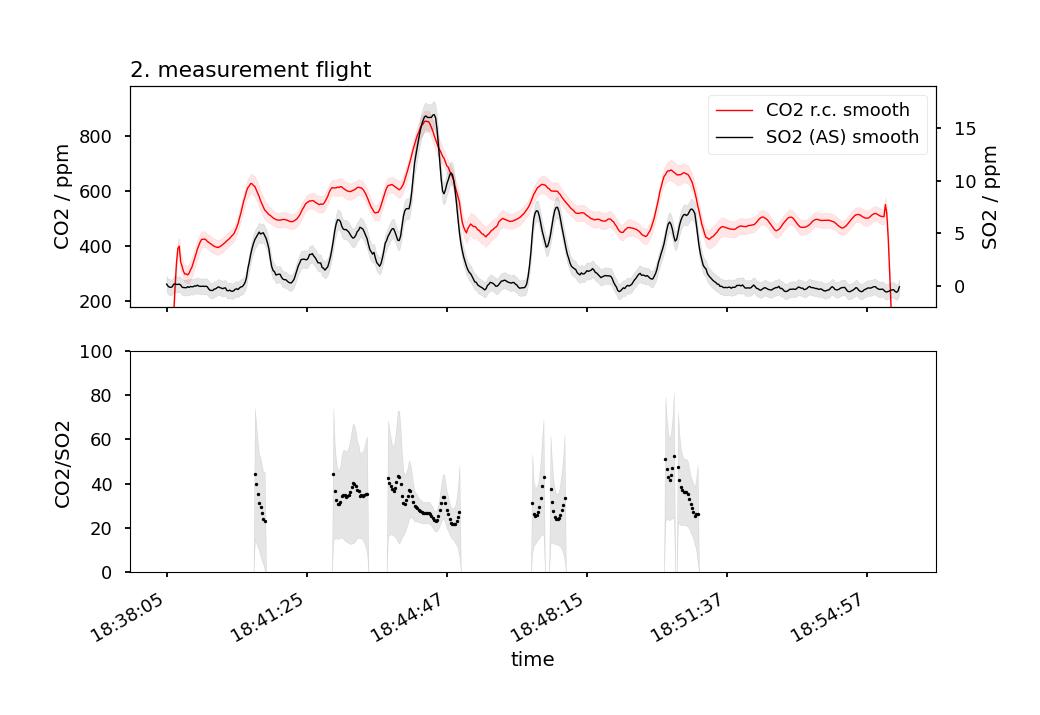 2. measurement flight
CO2 r.c. smooth
SO2 (AS) smooth
800
600
400
200
CO2 / ppm
15
10
5
0
SO2 / ppm
100
80
60
40
20
0
CO2/SO2
18:38:05
18:41:25
18:44:47
18:48:15
18:51:37
18:54:57
time